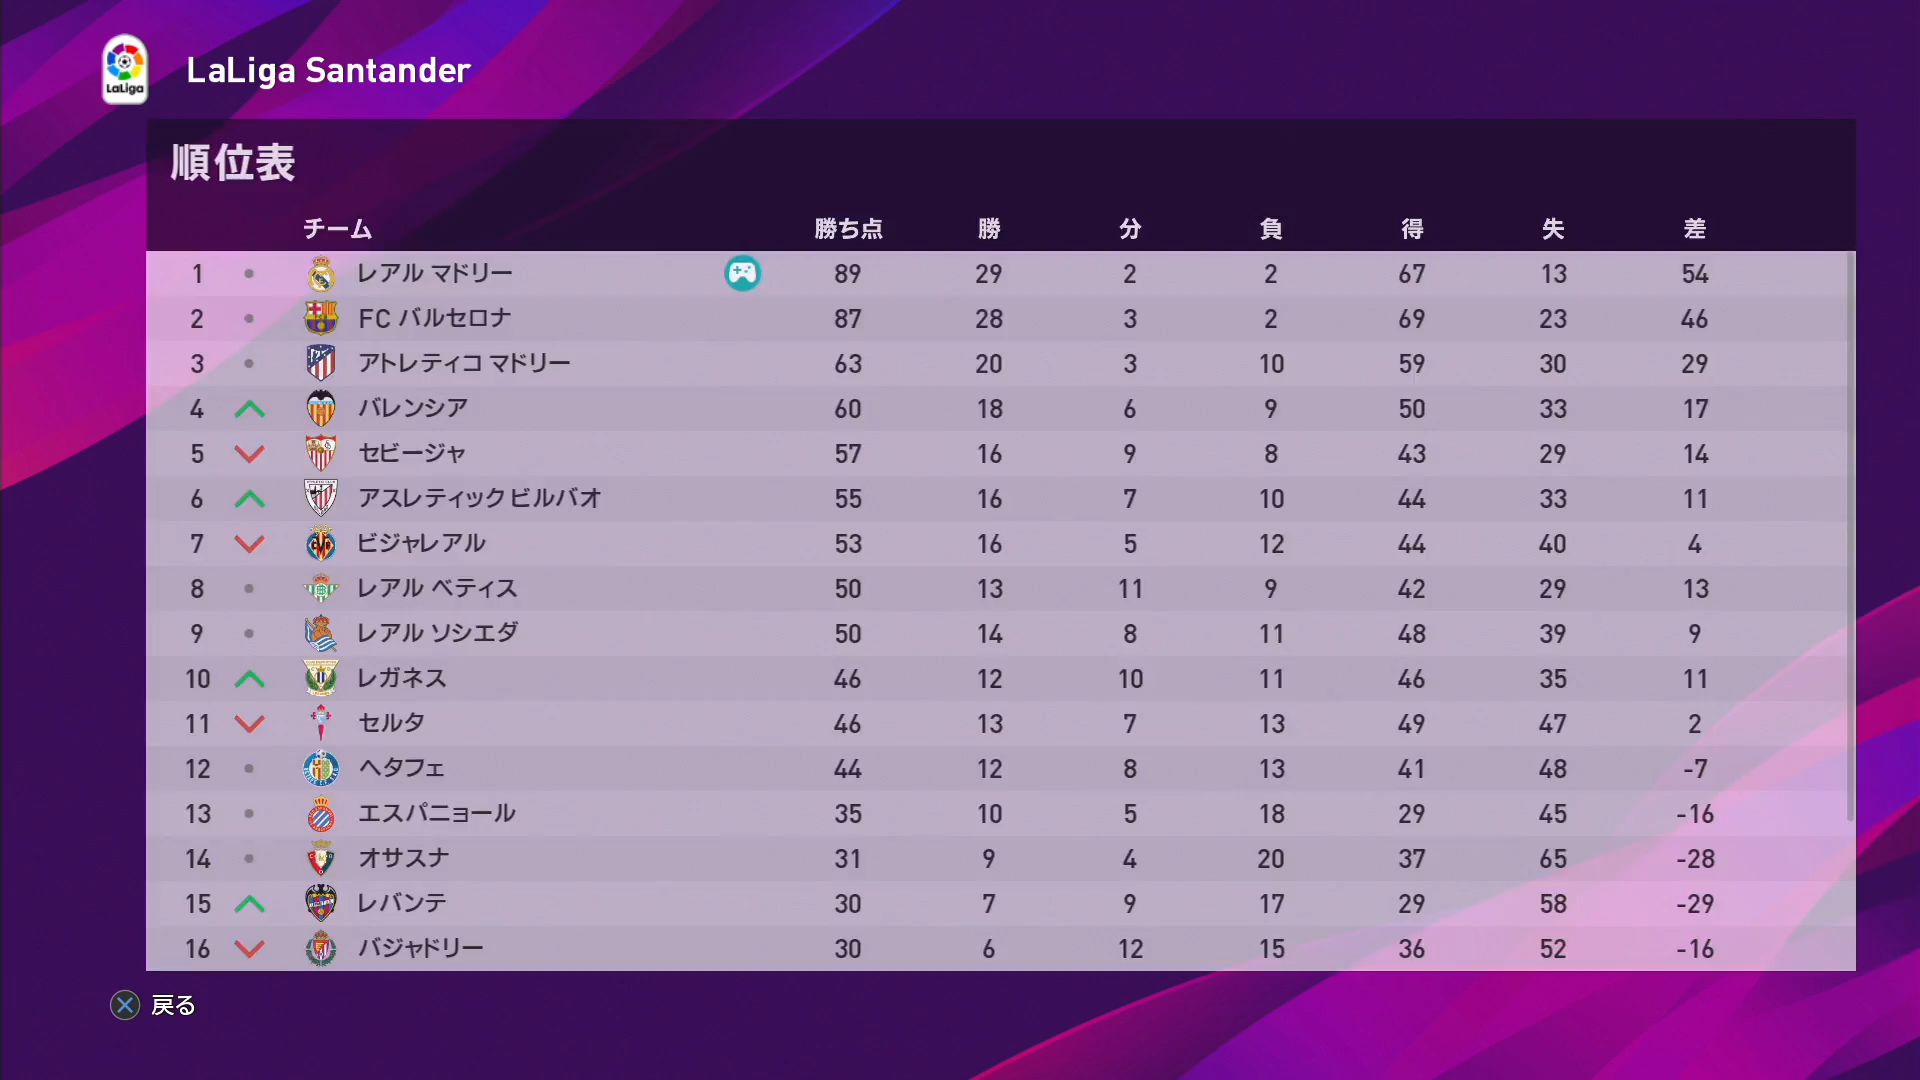 LaLiga
LaLiga Santander
順位表
チーム 勝ち点 勝 分 負 得 失 差
1 レアル マドリー 89 29 2 2 67 13 54
2 FC バルセロナ 87 28 3 2 69 23 46
3 アトレティコ マドリー 63 20 3 10 59 30 29
4 バレンシア 60 18 6 9 50 33 17
5 セビージャ 57 16 9 8 43 29 14
6 アスレティック ビルバオ 55 16 7 10 44 33 11
7 ビジャレアル 53 16 5 12 44 40 4
8 レアル ベティス 50 13 11 9 42 29 13
9 レアル ソシエダ 50 14 8 11 48 39 9
10 レガネス 46 12 10 11 46 35 11
11 セルタ 46 13 7 13 49 47 2
12 ヘタフェ 44 12 8 13 41 48 -7
13 エスパニョール 35 10 5 18 29 45 -16
14 オサスナ 31 9 4 20 37 65 -28
15 レバンテ 30 7 9 17 29 58 -29
16 バジャドリー 30 6 12 15 36 52 -16
戻る